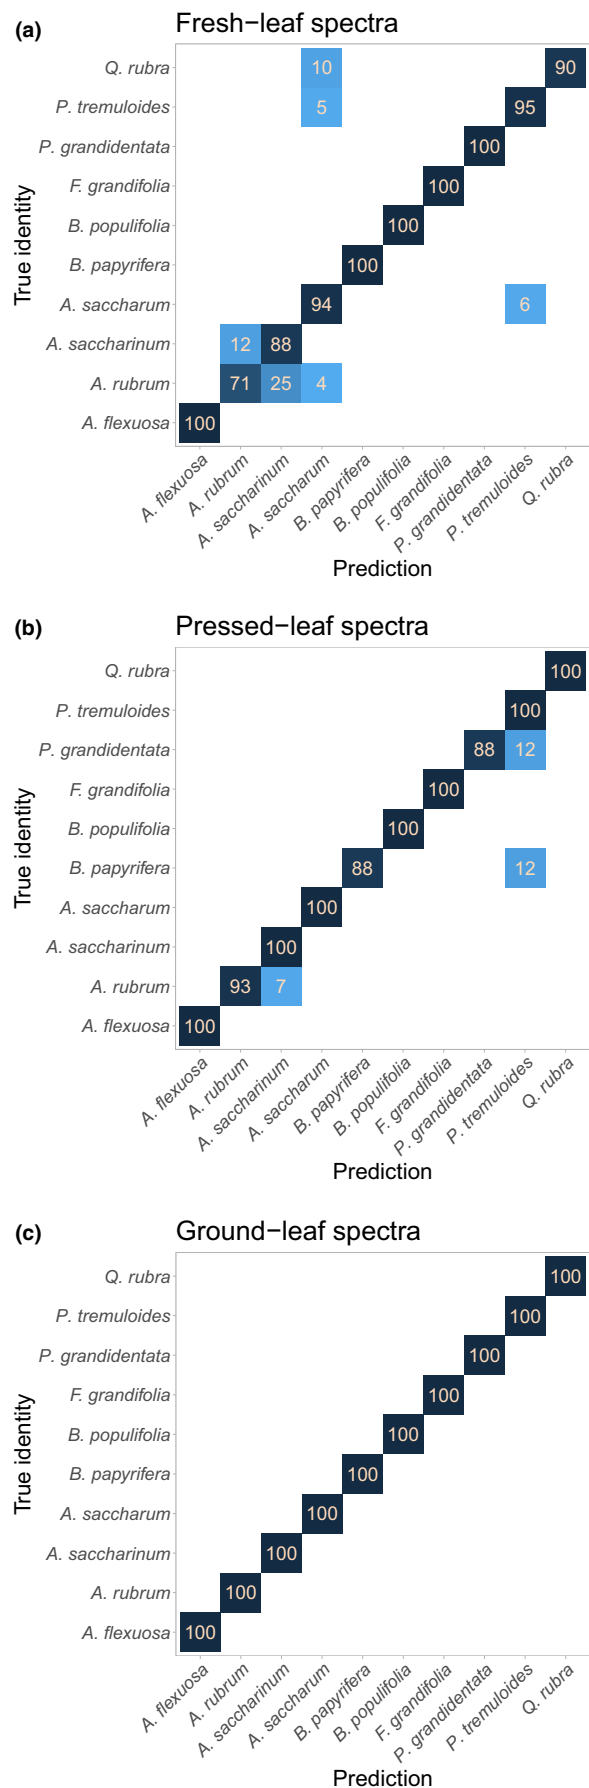 (a) Fresh−leaf spectra
Q. rubra 10 90
P. tremuloides 5 95
P. grandidentata 100
F. grandifolia 100
B. populifolia 100
B. papyrifera 100
A. saccharum 94 6
A. saccharinum 12 88
A. rubrum 71 25 4
A. flexuosa 100
True identity
A. flexuosa
A. rubrum
A. saccharinum
A. saccharum
B. papyrifera
B. populifolia
F. grandifolia
P. grandidentata
P. tremuloides
Q. rubra
Prediction
(b) Pressed−leaf spectra
Q. rubra 100
P. tremuloides 100
P. grandidentata 88 12
F. grandifolia 100
B. populifolia 100
B. papyrifera 88 12
A. saccharum 100
A. saccharinum 100
A. rubrum 93 7
A. flexuosa 100
True identity
A. flexuosa
A. rubrum
A. saccharinum
A. saccharum
B. papyrifera
B. populifolia
F. grandifolia
P. grandidentata
P. tremuloides
Q. rubra
Prediction
(c) Ground−leaf spectra
Q. rubra 100
P. tremuloides 100
P. grandidentata 100
F. grandifolia 100
B. populifolia 100
B. papyrifera 100
A. saccharum 100
A. saccharinum 100
A. rubrum 100
A. flexuosa 100
True identity
A. flexuosa
A. rubrum
A. saccharinum
A. saccharum
B. papyrifera
B. populifolia
F. grandifolia
P. grandidentata
P. tremuloides
Q. rubra
Prediction